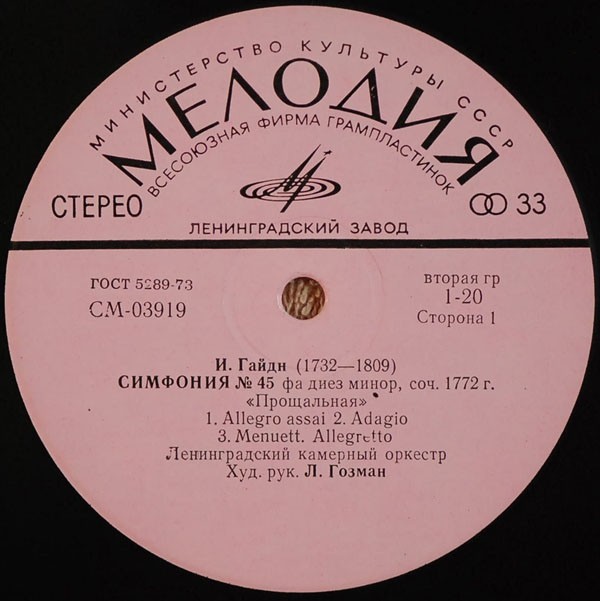 МИНИСТЕРСТВО КУЛЬТУРЫ СССР
МЕЛОДИЯ
ВСЕСОЮЗНАЯ ФИРМА ГРАМПЛАСТИНОК
СТЕРЕО
33
ЛЕНИНГРАДСКИЙ ЗАВОД
ГОСТ 5289-73
СМ-03919
вторая гр
1-20
Сторона 1
И. Гайдн (1732—1809)
СИМФОНИЯ № 45 фа диез минор, соч. 1772 г.
«Прощальная»
1. Allegro assai 2. Adagio
3. Menuett. Allegretto
Ленинградский камерный оркестр
Худ. рук. Л. Гозман